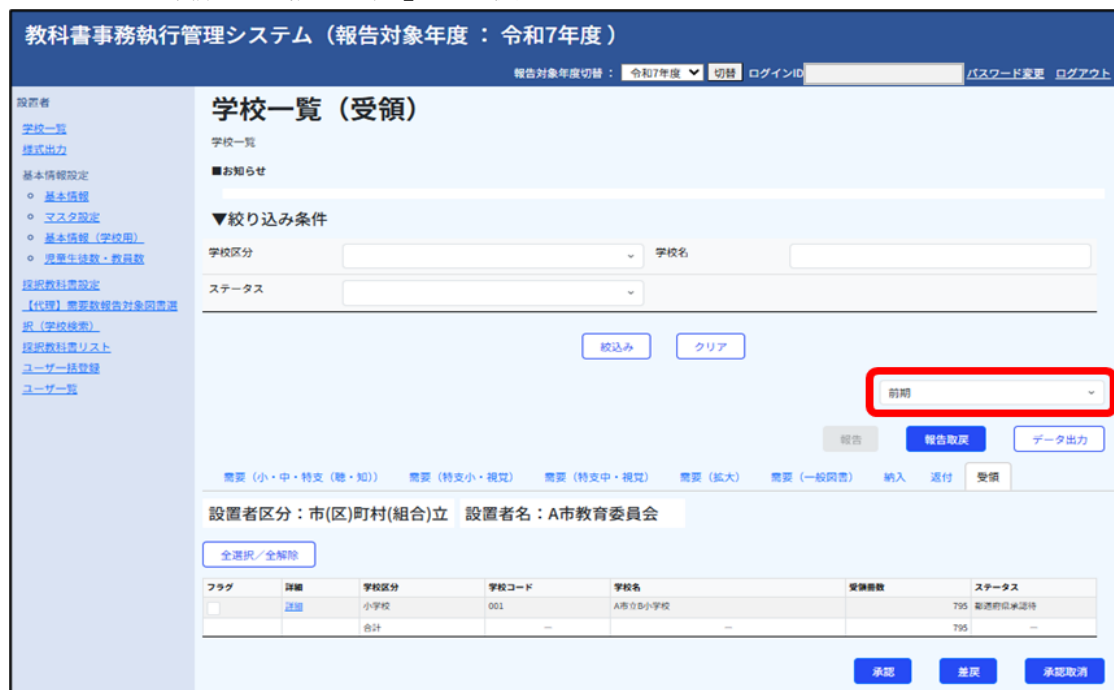 教科書事務執行管理システム（報告対象年度 ： 令和7年度 ）
報告対象年度切替 ： 令和7年度 切替 ログインID パスワード変更 ログアウト
設置者
学校一覧
様式出力
基本情報設定
基本情報
マスタ設定
基本情報（学校用）
児童生徒数・教員数
採択教科書設定
【代理】需要数報告対象図書選
択（学校検索）
採択教科書リスト
ユーザ一括登録
ユーザ一覧
学校一覧（受領）
学校一覧
■お知らせ
▼絞り込み条件
学校区分 学校名
ステータス
絞込み クリア
前期
報告 報告取戻 データ出力
需要（小・中・特支（聴・知）） 需要（特支小・視覚） 需要（特支中・視覚） 需要（拡大） 需要（一般図書） 納入 返付 受領
設置者区分：市(区)町村(組合)立 設置者名：A市教育委員会
全選択／全解除
フラグ 詳細 学校区分 学校コード 学校名 受領冊数 ステータス
詳細 小学校 001 A市立B小学校 795 都道府県承認待
合計 － － 795 －
承認 差戻 承認取消